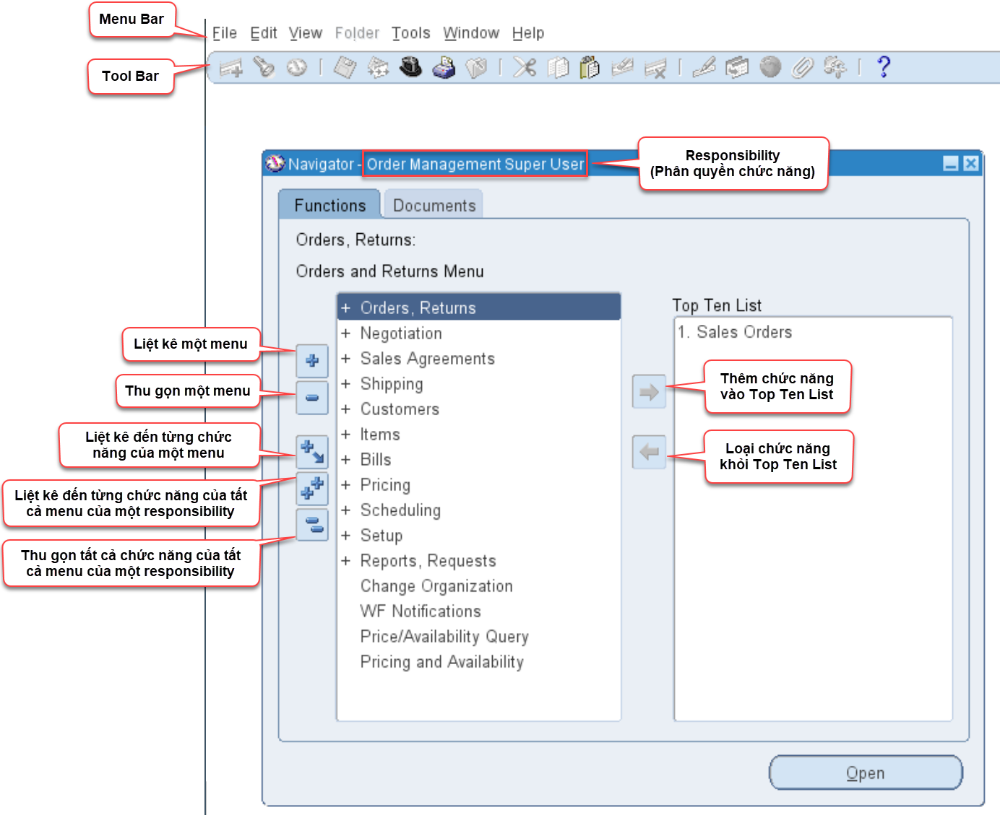 Menu Bar
File Edit View Folder Tools Window Help
Tool Bar
Navigator - Order Management Super User
Responsibility
(Phân quyền chức năng)
Functions Documents
Orders, Returns:
Orders and Returns Menu
+ Orders, Returns
+ Negotiation
+ Sales Agreements
+ Shipping
+ Customers
+ Items
+ Bills
+ Pricing
+ Scheduling
+ Setup
+ Reports, Requests
Change Organization
WF Notifications
Price/Availability Query
Pricing and Availability
Liệt kê một menu
Thu gọn một menu
Liệt kê đến từng chức
năng của một menu
Liệt kê đến từng chức năng của tất
cả menu của một responsibility
Thu gọn tất cả chức năng của tất
cả menu của một responsibility
Top Ten List
1. Sales Orders
Thêm chức năng
vào Top Ten List
Loại chức năng
khỏi Top Ten List
Open